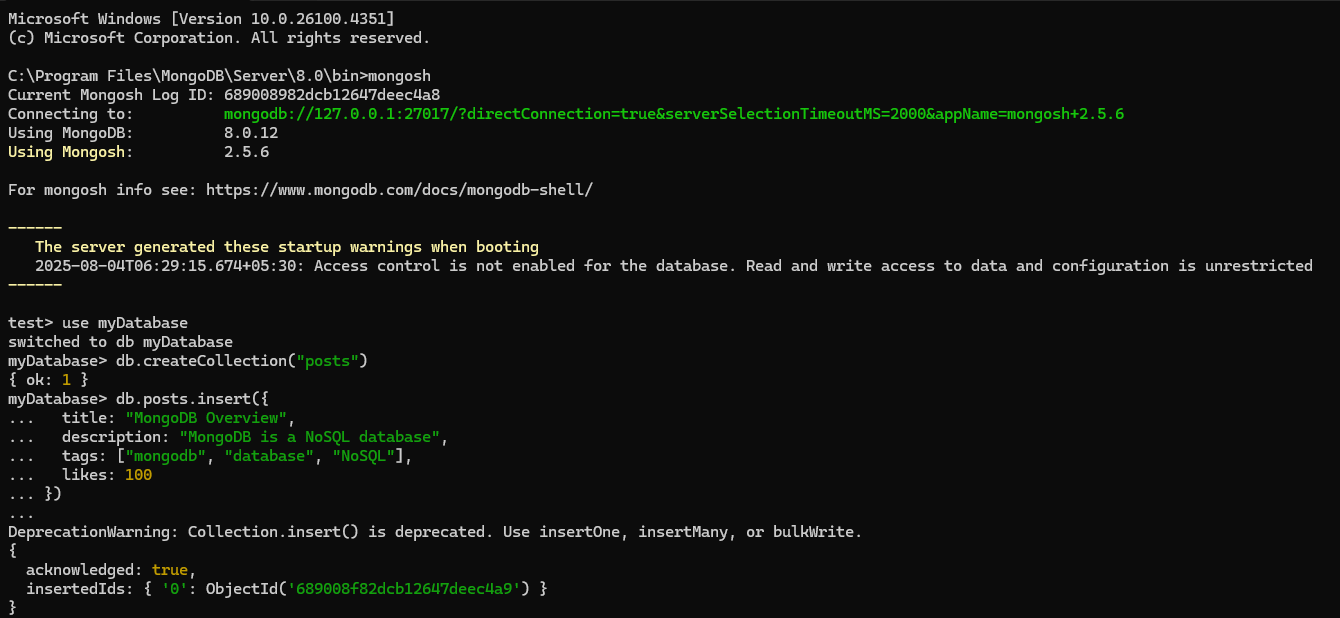 Microsoft Windows [Version 10.0.26100.4351]
(c) Microsoft Corporation. All rights reserved.

C:\Program Files\MongoDB\Server\8.0\bin>mongosh
Current Mongosh Log ID: 689008982dcb12647deec4a8
Connecting to:          mongodb://127.0.0.1:27017/?directConnection=true&serverSelectionTimeoutMS=2000&appName=mongosh+2.5.6
Using MongoDB:          8.0.12
Using Mongosh:          2.5.6

For mongosh info see: https://www.mongodb.com/docs/mongodb-shell/

------
   The server generated these startup warnings when booting
   2025-08-04T06:29:15.674+05:30: Access control is not enabled for the database. Read and write access to data and configuration is unrestricted
------

test> use myDatabase
switched to db myDatabase
myDatabase> db.createCollection("posts")
{ ok: 1 }
myDatabase> db.posts.insert({
...   title: "MongoDB Overview",
...   description: "MongoDB is a NoSQL database",
...   tags: ["mongodb", "database", "NoSQL"],
...   likes: 100
... })
...
DeprecationWarning: Collection.insert() is deprecated. Use insertOne, insertMany, or bulkWrite.
{
  acknowledged: true,
  insertedIds: { '0': ObjectId('689008f82dcb12647deec4a9') }
}